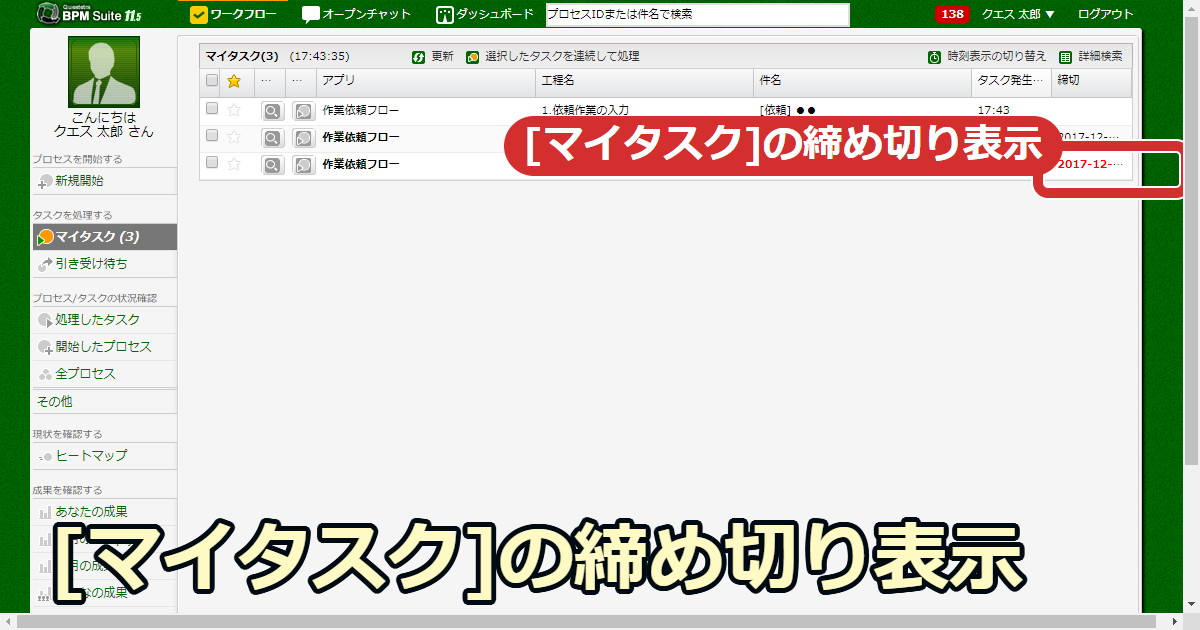 Questetra
BPM Suite 11.5
ワークフロー オープンチャット ダッシュボード プロセスIDまたは件名で検索 138 クエス 太郎 ▼ ログアウト
こんにちは
クエス 太郎 さん
プロセスを開始する
新規開始
タスクを処理する
マイタスク (3)
引き受け待ち
プロセス/タスクの状況確認
処理したタスク
開始したプロセス
全プロセス
その他
現状を確認する
ヒートマップ
成果を確認する
あなたの成果
マイタスク(3) (17:43:35) 更新 選択したタスクを連続して処理 時刻表示の切り替え 詳細検索
... ... アプリ 工程名 件名 タスク発生... 締切
作業依頼フロー 1.依頼作業の入力 [依頼] ●● 17:43
作業依頼フロー 2017-12-...
作業依頼フロー 2017-12-...
[マイタスク]の締め切り表示
[マイタスク]の締め切り表示